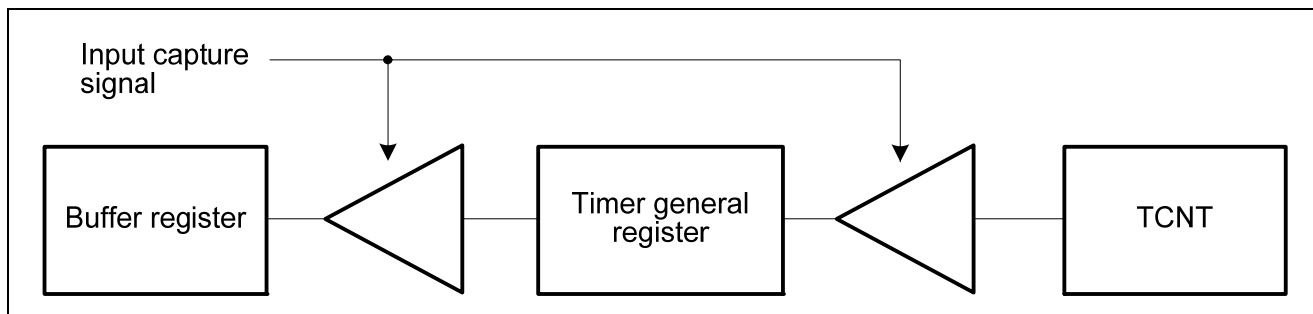 Input capture
signal
Buffer register
Timer general
register
TCNT